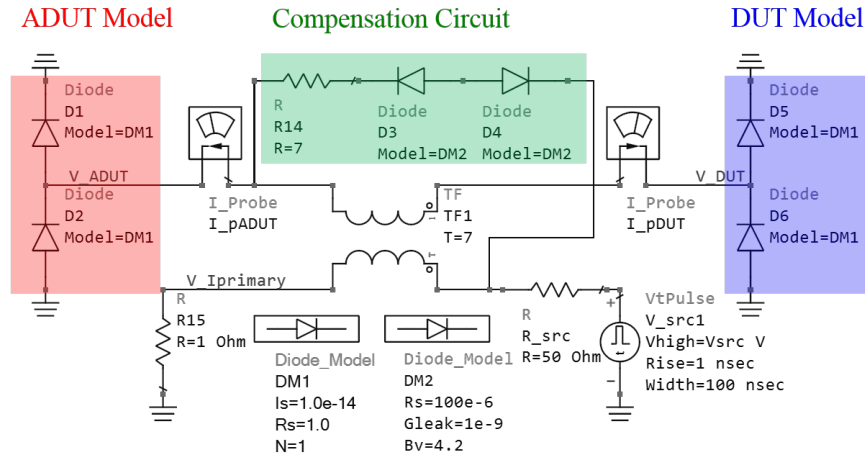 ADUT Model
Compensation Circuit
DUT Model
Diode
D1
Model=DM1
R
R14
R=7
Diode
D3
Model=DM2
Diode
D4
Model=DM2
Diode
D5
Model=DM1
V_ADUT
I_Probe
I_pADUT
TF
TF1
T=7
1
T
I_Probe
I_pDUT
V_DUT
Diode
D2
Model=DM1
Diode
D6
Model=DM1
V_Iprimary
R
R15
R=1 Ohm
Diode_Model
DM1
Is=1.0e-14
Rs=1.0
N=1
Diode_Model
DM2
Rs=100e-6
Gleak=1e-9
Bv=4.2
R
R_src
R=50 Ohm
+
−
VtPulse
V_src1
Vhigh=Vsrc V
Rise=1 nsec
Width=100 nsec